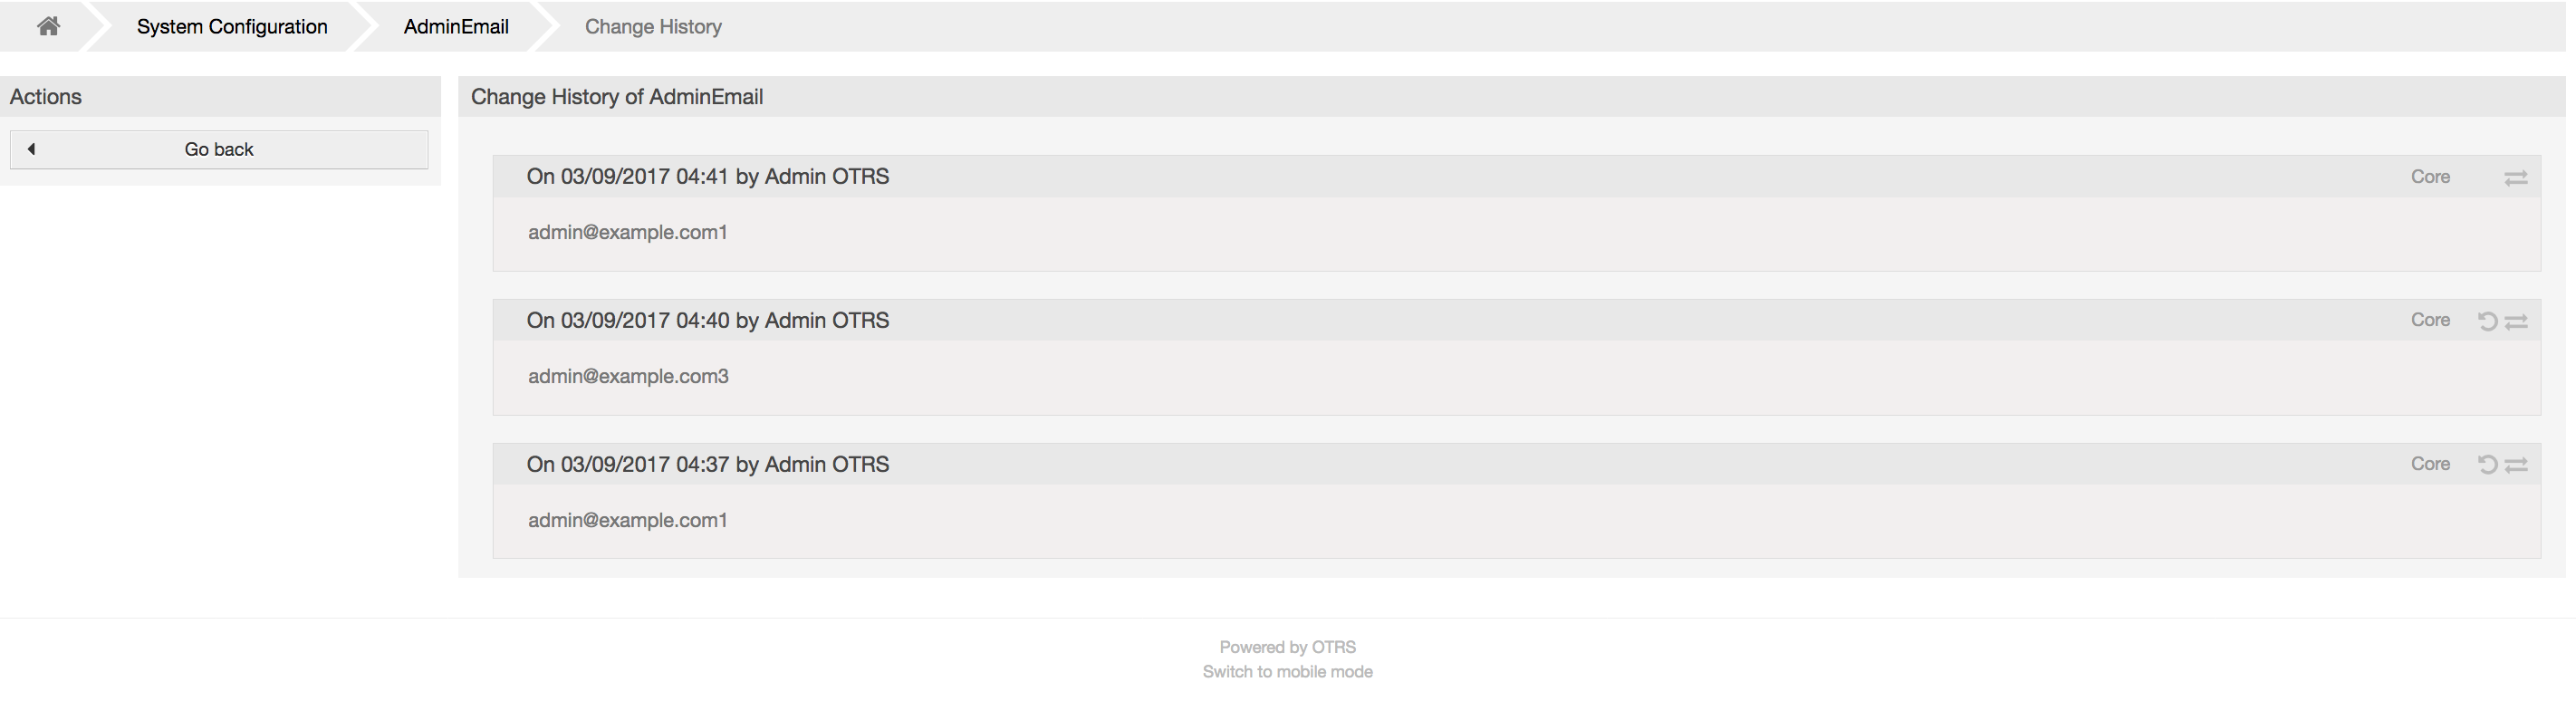 System Configuration
AdminEmail
Change History
Actions
Go back
Change History of AdminEmail
On 03/09/2017 04:41 by Admin OTRS
Core
admin@example.com1
On 03/09/2017 04:40 by Admin OTRS
Core
admin@example.com3
On 03/09/2017 04:37 by Admin OTRS
Core
admin@example.com1
Powered by OTRS
Switch to mobile mode